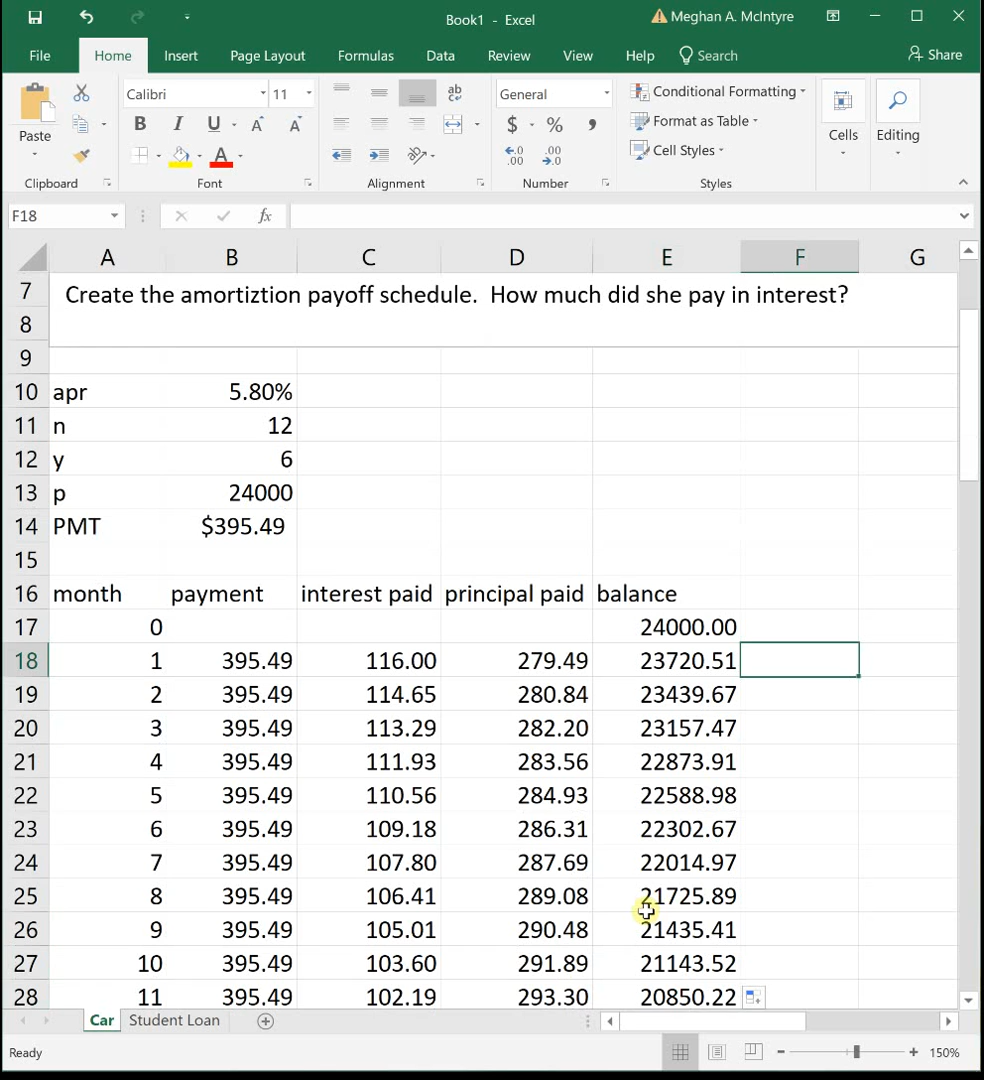 Book1 - Excel
Meghan A. McIntyre
File Home Insert Page Layout Formulas Data Review View Help Search Share
Calibri 11
General
Conditional Formatting
ab
c
B I U A A
$ % ,
Format as Table
Paste
Cells
Editing
Cell Styles
A
.0
.00
.00
.0
Clipboard Font Alignment Number Styles
F18 fx
A B C D E F G
7 Create the amortiztion payoff schedule. How much did she pay in interest?
8
9
10 apr 5.80%
11 n 12
12 y 6
13 p 24000
14 PMT $395.49
15
16 month payment interest paid principal paid balance
17 0 24000.00
18 1 395.49 116.00 279.49 23720.51
19 2 395.49 114.65 280.84 23439.67
20 3 395.49 113.29 282.20 23157.47
21 4 395.49 111.93 283.56 22873.91
22 5 395.49 110.56 284.93 22588.98
23 6 395.49 109.18 286.31 22302.67
24 7 395.49 107.80 287.69 22014.97
25 8 395.49 106.41 289.08 21725.89
26 9 395.49 105.01 290.48 21435.41
27 10 395.49 103.60 291.89 21143.52
28 11 395.49 102.19 293.30 20850.22
Car Student Loan
Ready 150%